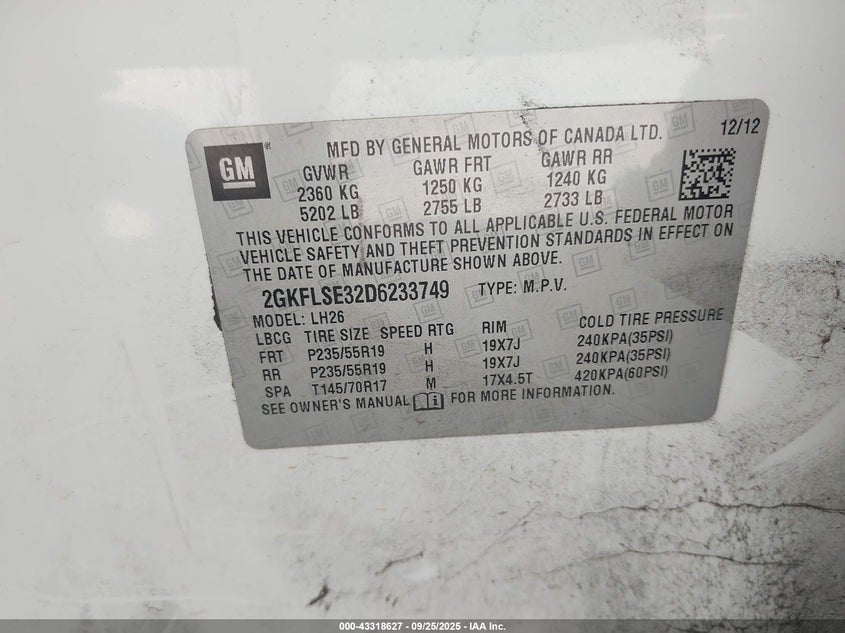 12/12
MFD BY GENERAL MOTORS OF CANADA LTD.
GM ®
GVWR GAWR FRT GAWR RR
2360 KG 1250 KG 1240 KG
5202 LB 2755 LB 2733 LB
THIS VEHICLE CONFORMS TO ALL APPLICABLE U.S. FEDERAL MOTOR
VEHICLE SAFETY AND THEFT PREVENTION STANDARDS IN EFFECT ON
THE DATE OF MANUFACTURE SHOWN ABOVE.
2GKFLSE32D6233749 TYPE: M.P.V.
MODEL: LH26
LBCG TIRE SIZE SPEED RTG RIM COLD TIRE PRESSURE
FRT P235/55R19 H 19X7J 240KPA(35PSI)
RR P235/55R19 H 19X7J 240KPA(35PSI)
SPA T145/70R17 M 17X4.5T 420KPA(60PSI)
SEE OWNER'S MANUAL FOR MORE INFORMATION.
000-43318627 - 09/25/2025 - IAA Inc.